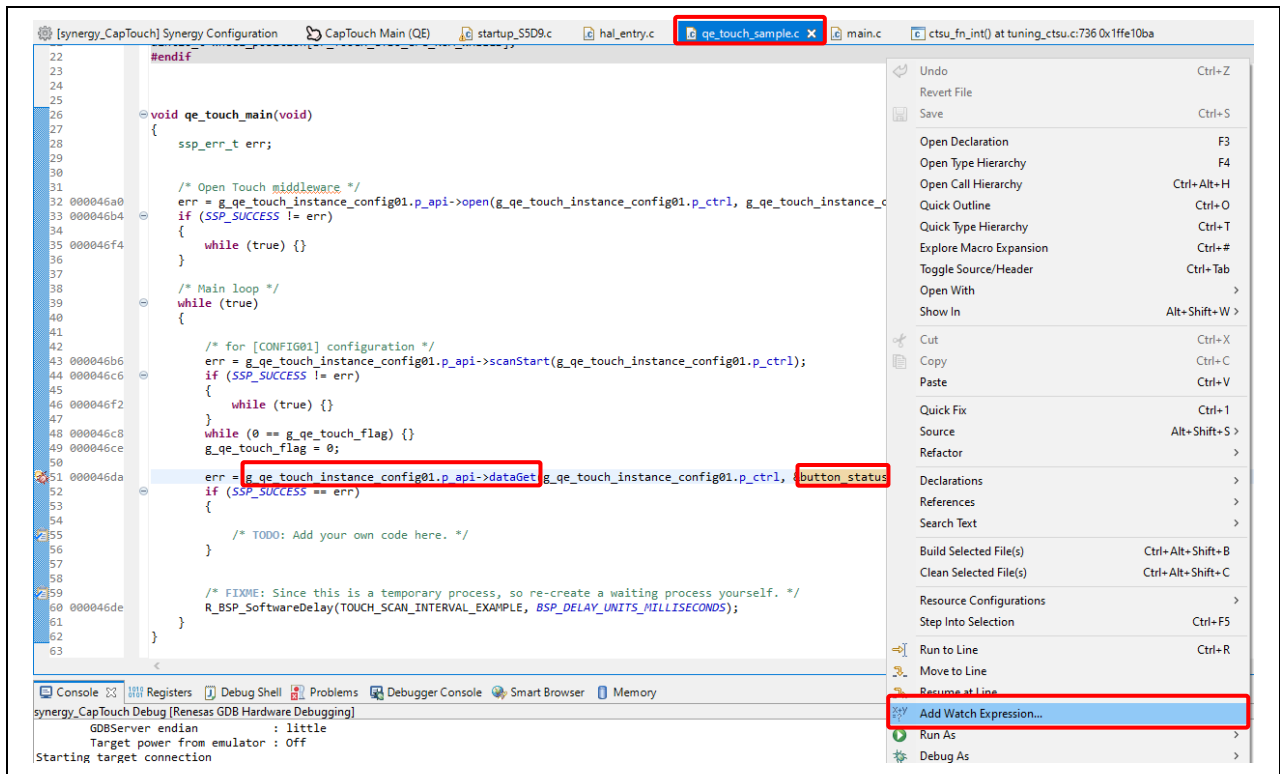 [synergy_CapTouch] Synergy Configuration CapTouch Main (QE) startup_S5D9.c hal_entry.c qe_touch_sample.c main.c ctsu_fn_int() at tuning_ctsu.c:736 0x1ffe10ba
22 #endif
23
24
25
26 void qe_touch_main(void)
27 {
28 ssp_err_t err;
29
30
31 /* Open Touch middleware */
32 000046a0 err = g_qe_touch_instance_config01.p_api->open(g_qe_touch_instance_config01.p_ctrl, g_qe_touch_instance_c
33 000046b4 if (SSP_SUCCESS != err)
34 {
35 000046f4 while (true) {}
36 }
37
38 /* Main loop */
39 while (true)
40 {
41
42 /* for [CONFIG01] configuration */
43 000046b6 err = g_qe_touch_instance_config01.p_api->scanStart(g_qe_touch_instance_config01.p_ctrl);
44 000046c6 if (SSP_SUCCESS != err)
45 {
46 000046f2 while (true) {}
47 }
48 000046c8 while (0 == g_qe_touch_flag) {}
49 000046ce g_qe_touch_flag = 0;
50
51 000046da err = g_qe_touch_instance_config01.p_api->dataGet(g_qe_touch_instance_config01.p_ctrl, &button_status
52 if (SSP_SUCCESS == err)
53 {
54
55 /* TODO: Add your own code here. */
56 }
57
58
59 /* FIXME: Since this is a temporary process, so re-create a waiting process yourself. */
60 000046de R_BSP_SoftwareDelay(TOUCH_SCAN_INTERVAL_EXAMPLE, BSP_DELAY_UNITS_MILLISECONDS);
61 }
62 }
63
Undo Ctrl+Z
Revert File
Save Ctrl+S
Open Declaration F3
Open Type Hierarchy F4
Open Call Hierarchy Ctrl+Alt+H
Quick Outline Ctrl+O
Quick Type Hierarchy Ctrl+T
Explore Macro Expansion Ctrl+#
Toggle Source/Header Ctrl+Tab
Open With >
Show In Alt+Shift+W >
Cut Ctrl+X
Copy Ctrl+C
Paste Ctrl+V
Quick Fix Ctrl+1
Source Alt+Shift+S >
Refactor >
Declarations >
References >
Search Text >
Build Selected File(s) Ctrl+Alt+Shift+B
Clean Selected File(s) Ctrl+Alt+Shift+C
Resource Configurations >
Step Into Selection Ctrl+F5
Run to Line Ctrl+R
Move to Line
Resume at Line
Add Watch Expression...
Run As >
Debug As >
Console Registers Debug Shell Problems Debugger Console Smart Browser Memory
synergy_CapTouch Debug [Renesas GDB Hardware Debugging]
GDBServer endian : little
Target power from emulator : Off
Starting target connection